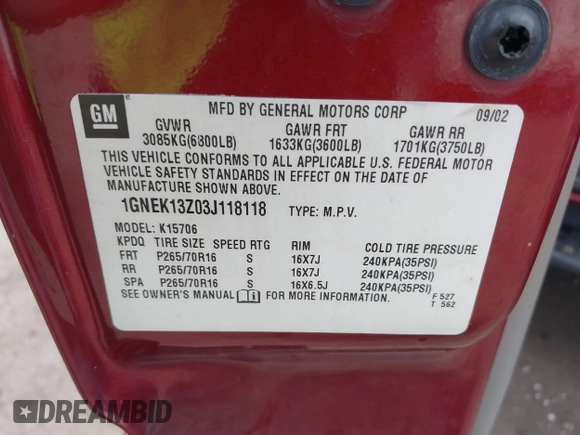 GM MFD BY GENERAL MOTORS CORP 09/02
GVWR GAWR FRT GAWR RR
3085KG(6800LB) 1633KG(3600LB) 1701KG(3750LB)
THIS VEHICLE CONFORMS TO ALL APPLICABLE U.S. FEDERAL MOTOR
VEHICLE SAFETY STANDARDS IN EFFECT ON THE DATE OF
MANUFACTURE SHOWN ABOVE.
1GNEK13Z03J118118 TYPE: M.P.V.
MODEL: K15706
KPDQ TIRE SIZE SPEED RTG RIM COLD TIRE PRESSURE
FRT P265/70R16 S 16X7J 240KPA(35PSI)
RR P265/70R16 S 16X7J 240KPA(35PSI)
SPA P265/70R16 S 16X6.5J 240KPA(35PSI)
SEE OWNER'S MANUAL FOR MORE INFORMATION. F 527
T 562
DREAMBID